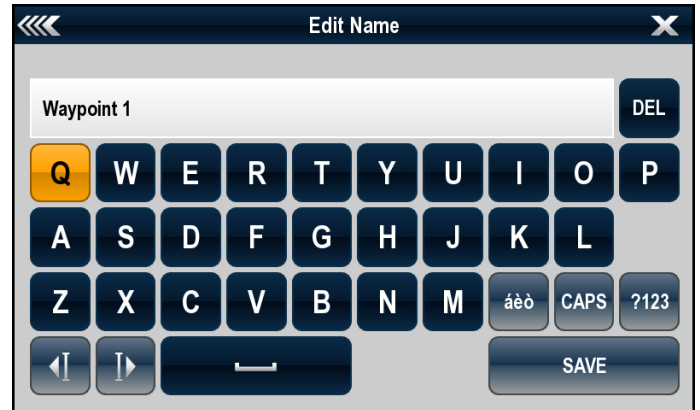 Edit Name
Waypoint 1 DEL
Q W E R T Y U I O P
A S D F G H J K L
Z X C V B N M áèò CAPS ?123
SAVE